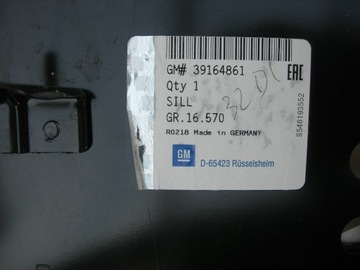 GM# 39164861
EAC
Qty 1
SILL
GR.16.570
R0218 Made in GERMANY
GM
D-65423 Rüsselsheim
S546193552